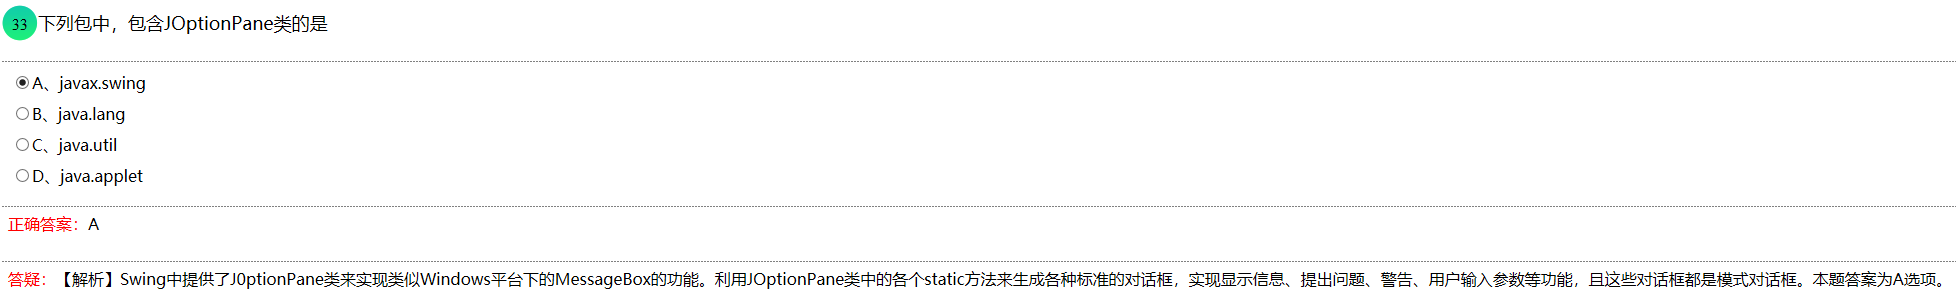 33 下列包中，包含JOptionPane类的是
A、javax.swing
B、java.lang
C、java.util
D、java.applet
正确答案：A
答疑：【解析】Swing中提供了J0ptionPane类来实现类似Windows平台下的MessageBox的功能。利用JOptionPane类中的各个static方法来生成各种标准的对话框，实现显示信息、提出问题、警告、用户输入参数等功能，且这些对话框都是模式对话框。本题答案为A选项。